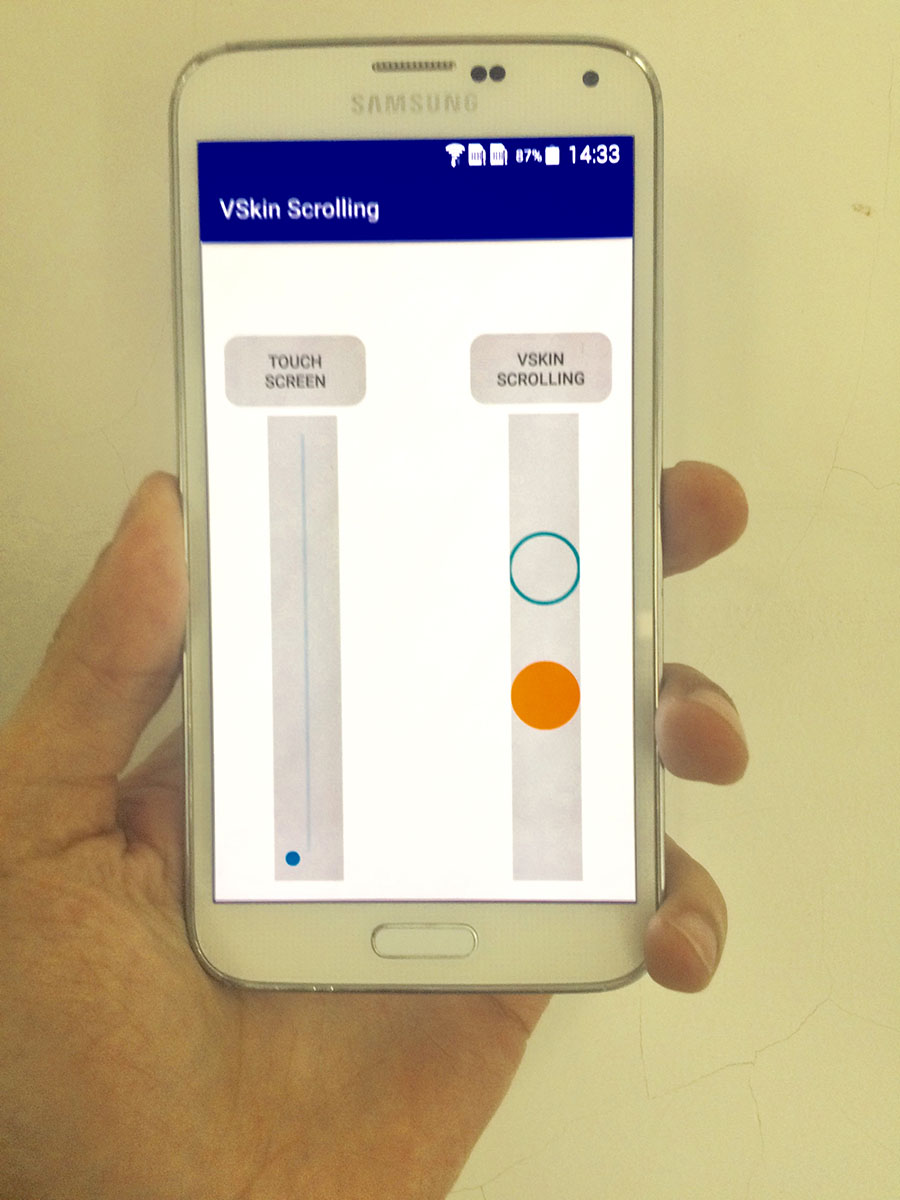 SAMSUNG
87% 14:33
VSkin Scrolling
TOUCH
SCREEN
VSKIN
SCROLLING